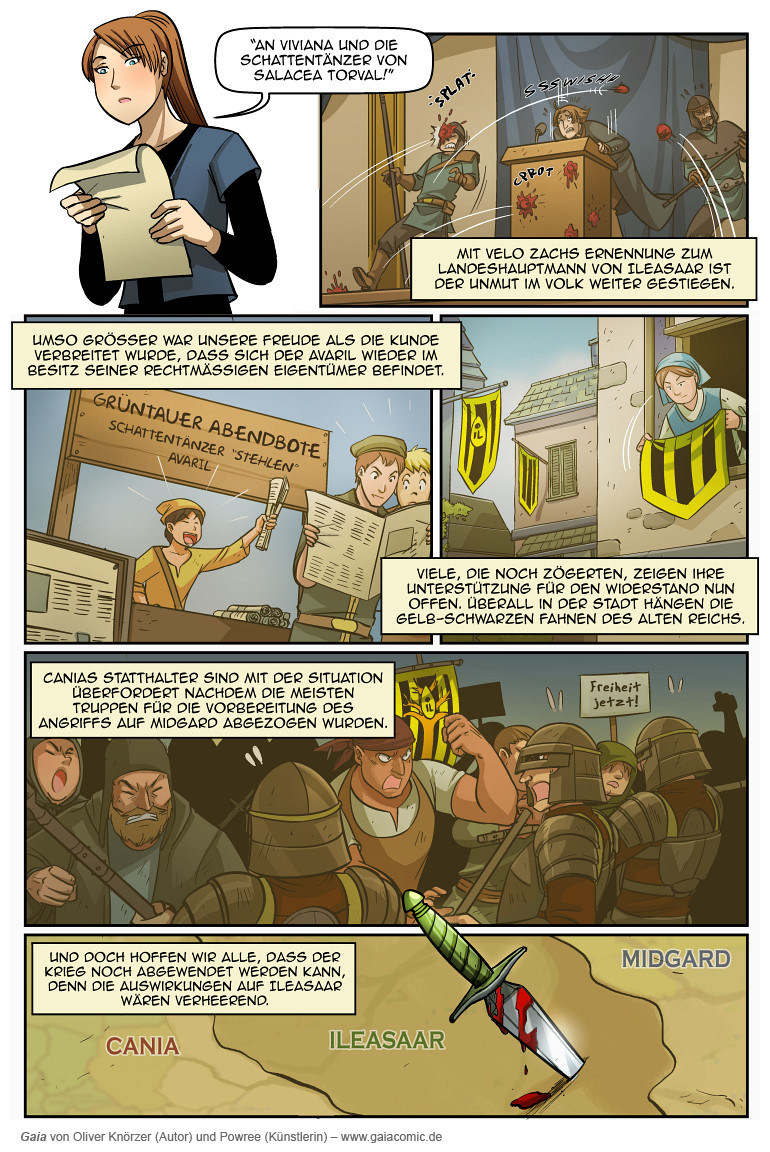 "AN VIVIANA UND DIE
SCHATTENTÄNZER VON
SALACEA TORVAL!"
SPLAT
SSSWISHH
CPROT
MIT VELO ZACHS ERNENNUNG ZUM
LANDESHAUPTMANN VON ILEASAAR IST
DER UNMUT IM VOLK WEITER GESTIEGEN.
UMSO GRÖSSER WAR UNSERE FREUDE ALS DIE KUNDE
VERBREITET WURDE, DASS SICH DER AVARIL WIEDER IM
BESITZ SEINER RECHTMÄSSIGEN EIGENTÜMER BEFINDET.
GRÜNTAUER ABENDBOTE
SCHATTENTÄNZER "STEHLEN"
AVARIL
IL
VIELE, DIE NOCH ZÖGERTEN, ZEIGEN IHRE
UNTERSTÜTZUNG FÜR DEN WIDERSTAND NUN
OFFEN. ÜBERALL IN DER STADT HÄNGEN DIE
GELB-SCHWARZEN FAHNEN DES ALTEN REICHS.
CANIAS STATTHALTER SIND MIT DER SITUATION
ÜBERFORDERT NACHDEM DIE MEISTEN
TRUPPEN FÜR DIE VORBEREITUNG DES
ANGRIFFS AUF MIDGARD ABGEZOGEN WURDEN.
IL
Freiheit
jetzt!
UND DOCH HOFFEN WIR ALLE, DASS DER
KRIEG NOCH ABGEWENDET WERDEN KANN,
DENN DIE AUSWIRKUNGEN AUF ILEASAAR
WÄREN VERHEEREND.
MIDGARD
CANIA
ILEASAAR
Gaia von Oliver Knörzer (Autor) und Powree (Künstlerin) – www.gaiacomic.de